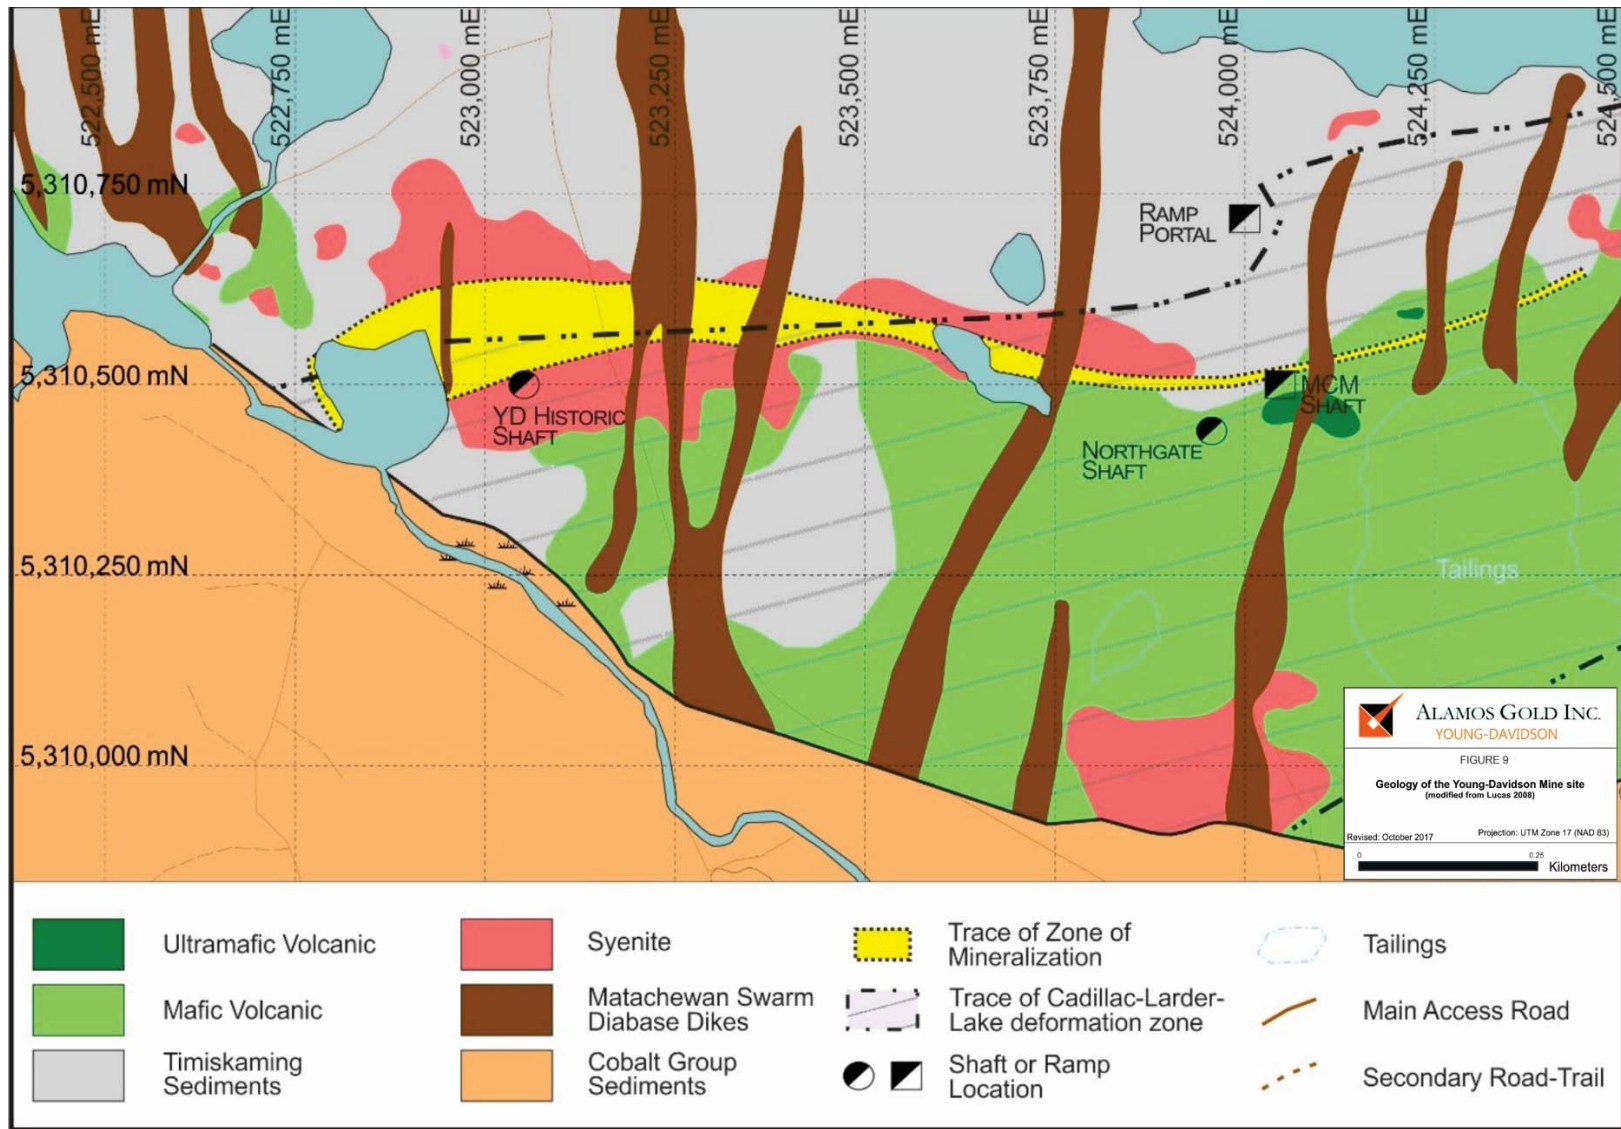 522,500 mE
522,750 mE
523,000 mE
523,250 mE
523,500 mE
523,750 mE
524,000 mE
524,250 mE
524,500 mE
5,310,750 mN
RAMP
PORTAL
5,310,500 mN
YD HISTORIC
SHAFT
MCM
SHAFT
NORTHGATE
SHAFT
5,310,250 mN
Tailings
5,310,000 mN
ALAMOS GOLD INC.
YOUNG-DAVIDSON
FIGURE 9
Geology of the Young-Davidson Mine site
(modified from Lucas 2008)
Revised: October 2017
Projection: UTM Zone 17 (NAD 83)
0
0.25
Kilometers
Ultramafic Volcanic
Mafic Volcanic
Timiskaming
Sediments
Syenite
Matachewan Swarm
Diabase Dikes
Cobalt Group
Sediments
Trace of Zone of
Mineralization
Trace of Cadillac-Larder-
Lake deformation zone
Shaft or Ramp
Location
Tailings
Main Access Road
Secondary Road-Trail